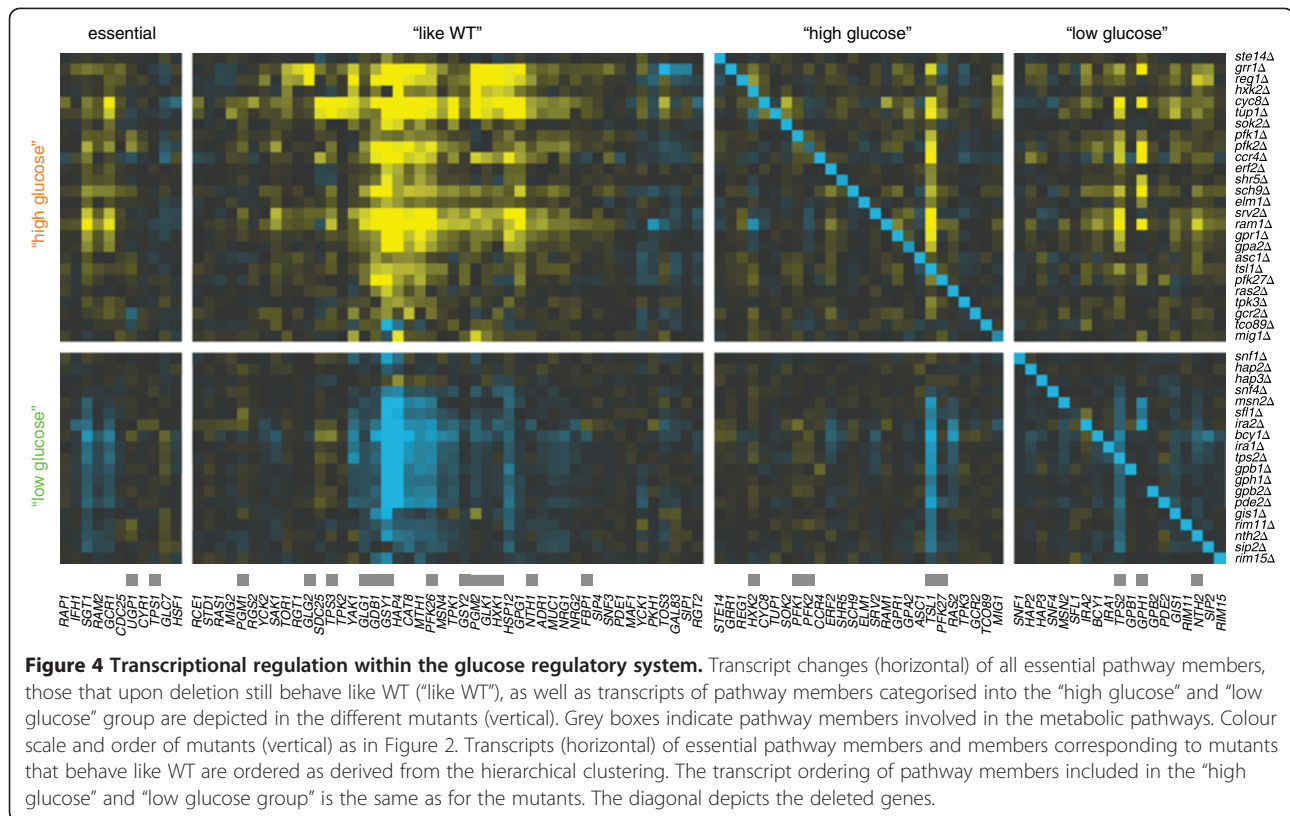 essential
“like WT”
“high glucose”
“low glucose”
“high glucose”
“low glucose”
ste14Δ
grr1Δ
reg1Δ
hxk2Δ
cyc8Δ
tup1Δ
sok2Δ
pfk1Δ
pfk2Δ
ccr4Δ
erf2Δ
shr5Δ
sch9Δ
elm1Δ
srv2Δ
ram1Δ
gpr1Δ
gpa2Δ
asc1Δ
tsl1Δ
pfk27Δ
ras2Δ
tpk3Δ
gcr2Δ
tco89Δ
mig1Δ
snf1Δ
hap2Δ
hap3Δ
snf4Δ
msn2Δ
sfl1Δ
ira2Δ
bcy1Δ
ira1Δ
tps2Δ
gpb1Δ
gph1Δ
gpb2Δ
pde2Δ
gis1Δ
rim11Δ
nth2Δ
sip2Δ
rim15Δ
RAP1
IFH1
SGT1
RAM2
GCR1
CDC25
UGP1
CYR1
TPS1
GLC7
HSF1
RCE1
STD1
RAS1
MIG2
PGM1
RGS2
YCK2
SAK1
TOR1
RGT1
GLG2
SDC25
TPS3
TPK2
YAK1
GLG1
GDB1
GSY1
HAP4
CAT8
MTH1
PFK26
MSN4
TPK1
GSY2
PGM2
GLK1
HXK1
HSP12
GPG1
NTH1
ADR1
MUC1
NRG1
NRG2
FBP1
SIP4
SNF3
PDE1
MAF1
YCK1
PKH1
TOS3
GAL83
SIP1
RGT2
STE14
GRR1
REG1
HXK2
CYC8
TUP1
SOK2
PFK1
PFK2
CCR4
ERF2
SHR5
SCH9
ELM1
SRV2
RAM1
GPR1
GPA2
ASC1
TSL1
PFK27
RAS2
TPK3
GCR2
TCO89
MIG1
SNF1
HAP2
HAP3
SNF4
MSN2
SFL1
IRA2
BCY1
IRA1
TPS2
GPB1
GPH1
GPB2
PDE2
GIS1
RIM11
NTH2
SIP2
RIM15
Figure 4 Transcriptional regulation within the glucose regulatory system. Transcript changes (horizontal) of all essential pathway members,
those that upon deletion still behave like WT (“like WT”), as well as transcripts of pathway members categorised into the “high glucose” and “low
glucose” group are depicted in the different mutants (vertical). Grey boxes indicate pathway members involved in the metabolic pathways. Colour
scale and order of mutants (vertical) as in Figure 2. Transcripts (horizontal) of essential pathway members and members corresponding to mutants
that behave like WT are ordered as derived from the hierarchical clustering. The transcript ordering of pathway members included in the “high
glucose” and “low glucose group” is the same as for the mutants. The diagonal depicts the deleted genes.